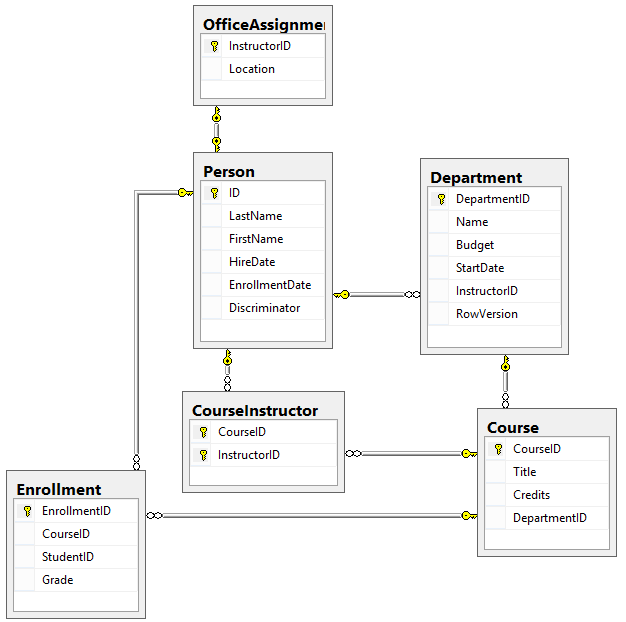 OfficeAssignmen
InstructorID
Location
Person
ID
LastName
FirstName
HireDate
EnrollmentDate
Discriminator
Department
DepartmentID
Name
Budget
StartDate
InstructorID
RowVersion
CourseInstructor
CourseID
InstructorID
Course
CourseID
Title
Credits
DepartmentID
Enrollment
EnrollmentID
CourseID
StudentID
Grade